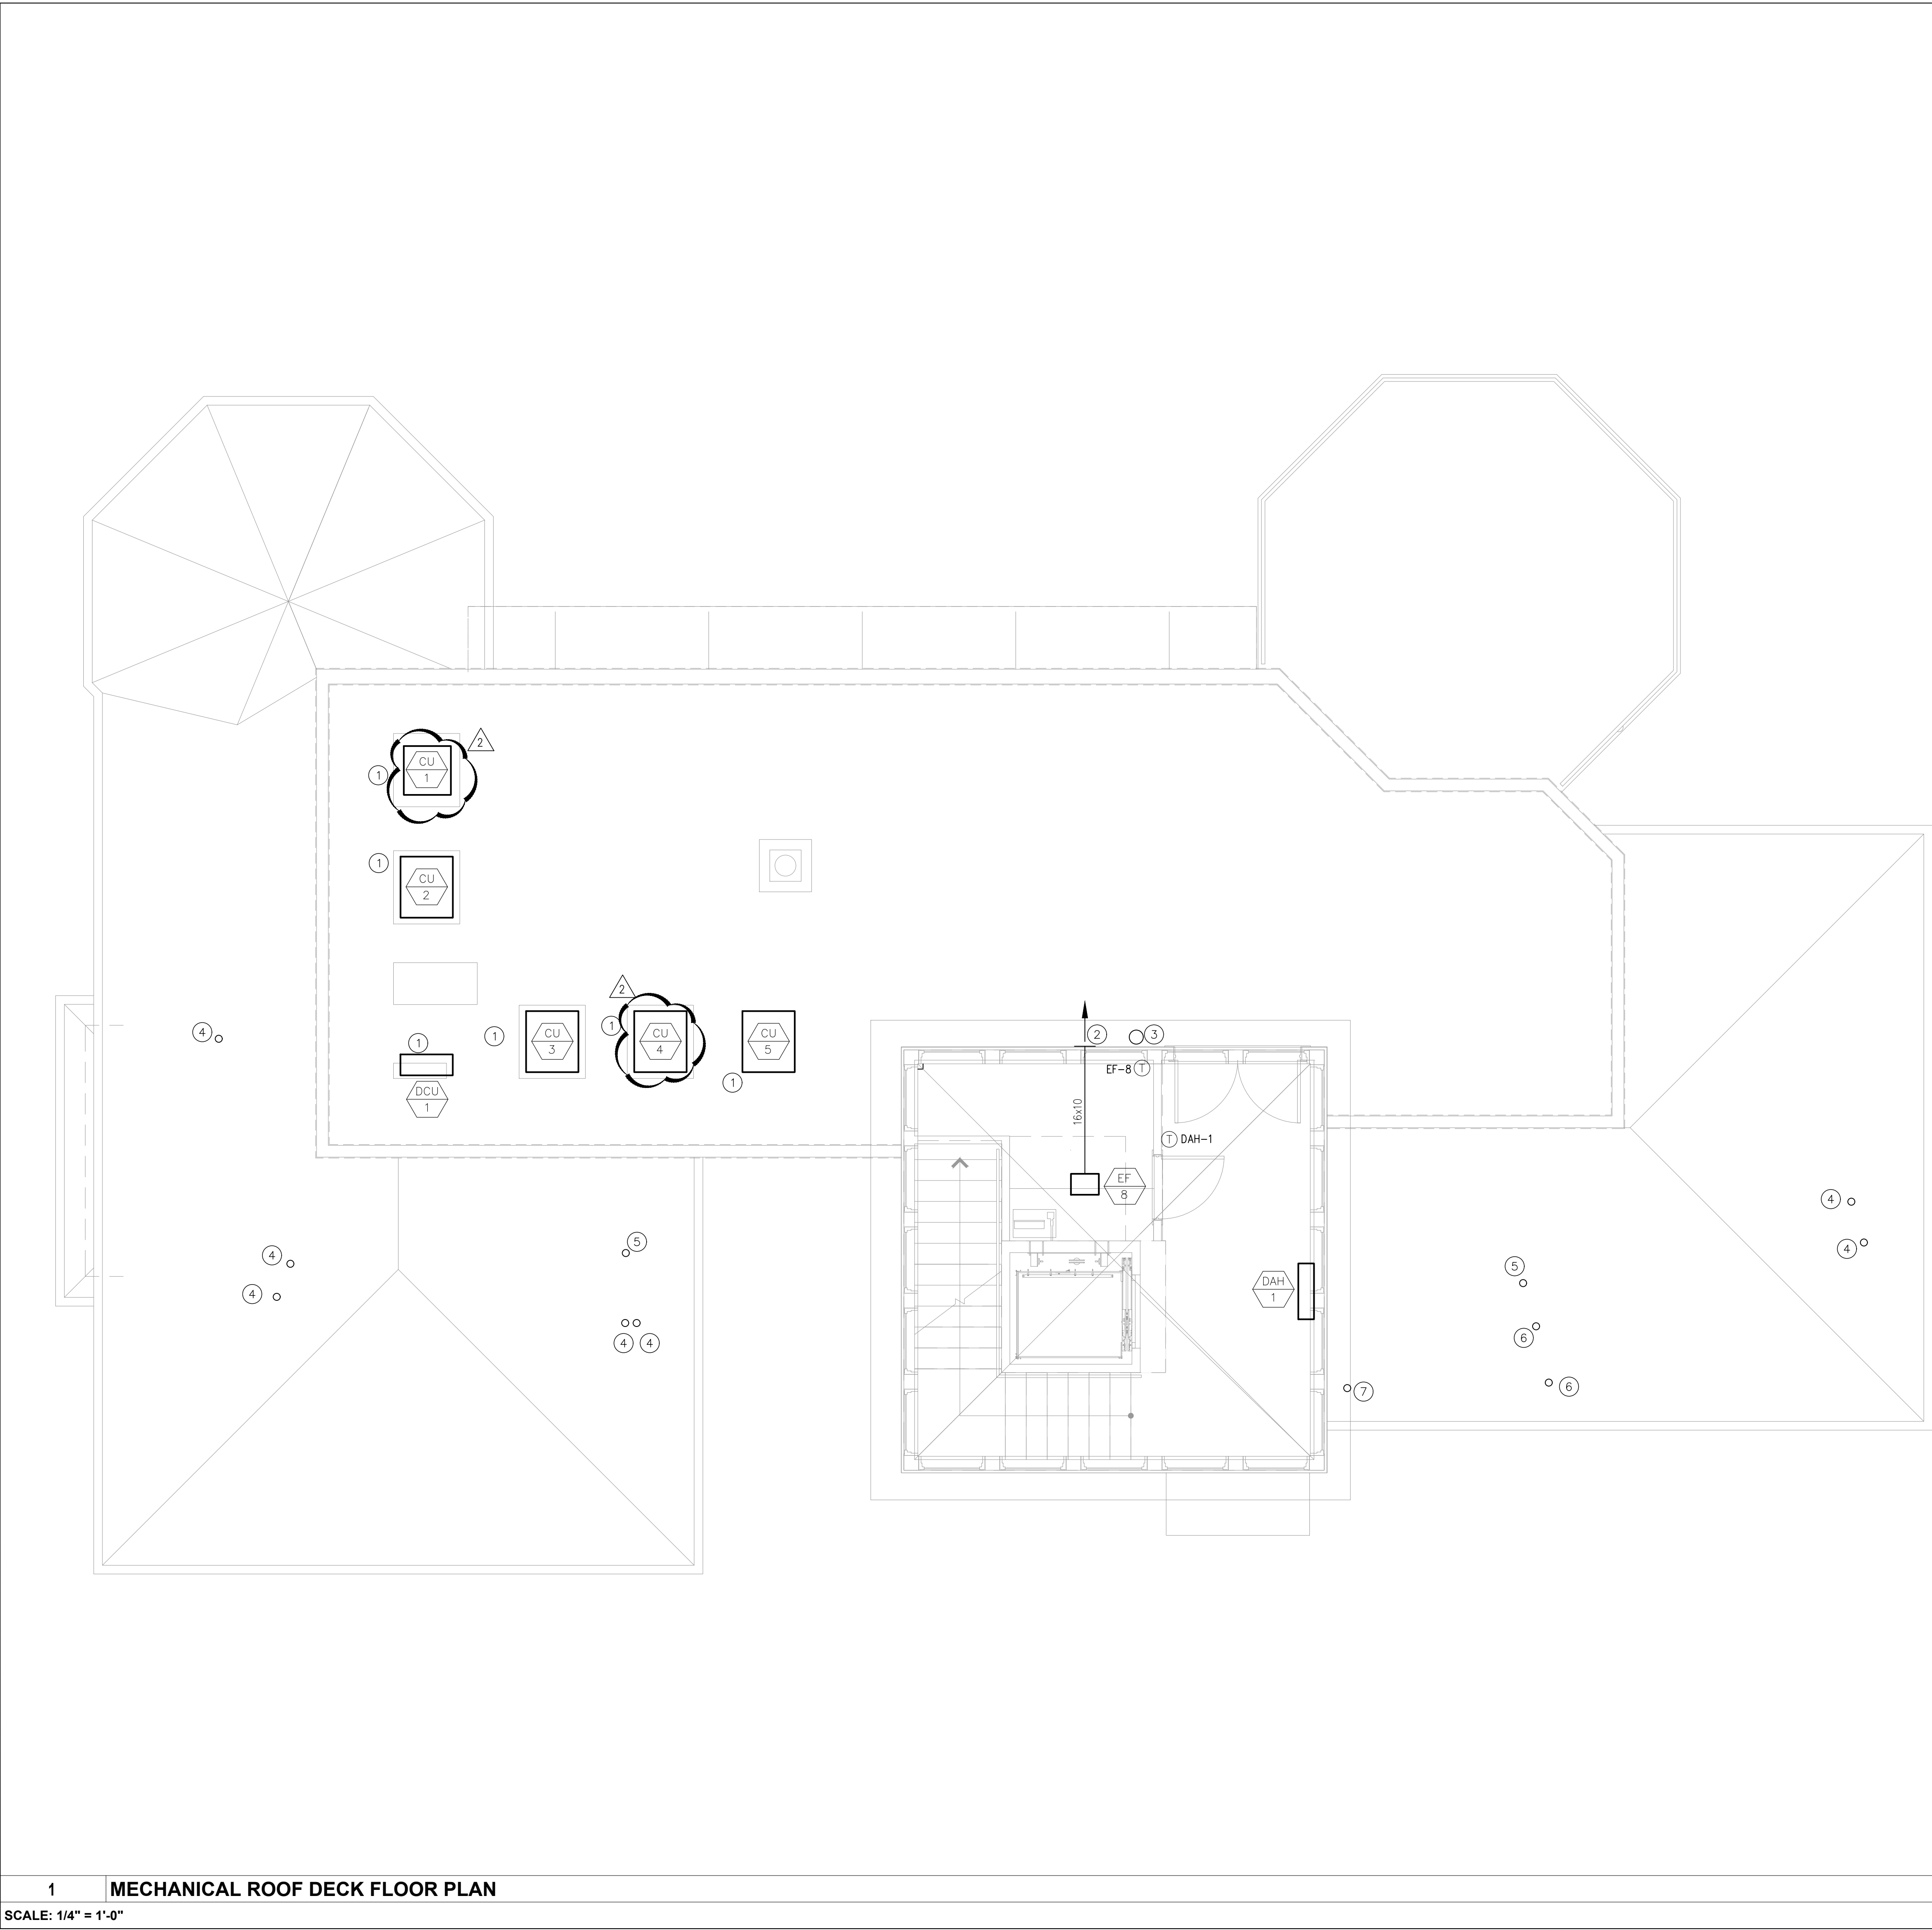 2
CU
1
1
1
CU
2
2
1
1
CU
3
1
CU
4
CU
5
1
DCU
1
2
3
EF-8 T
16x10
T DAH-1
EF
8
DAH
1
4
4
4
5
4 4
4
4
5
6
6
7
1 MECHANICAL ROOF DECK FLOOR PLAN
SCALE: 1/4" = 1'-0"